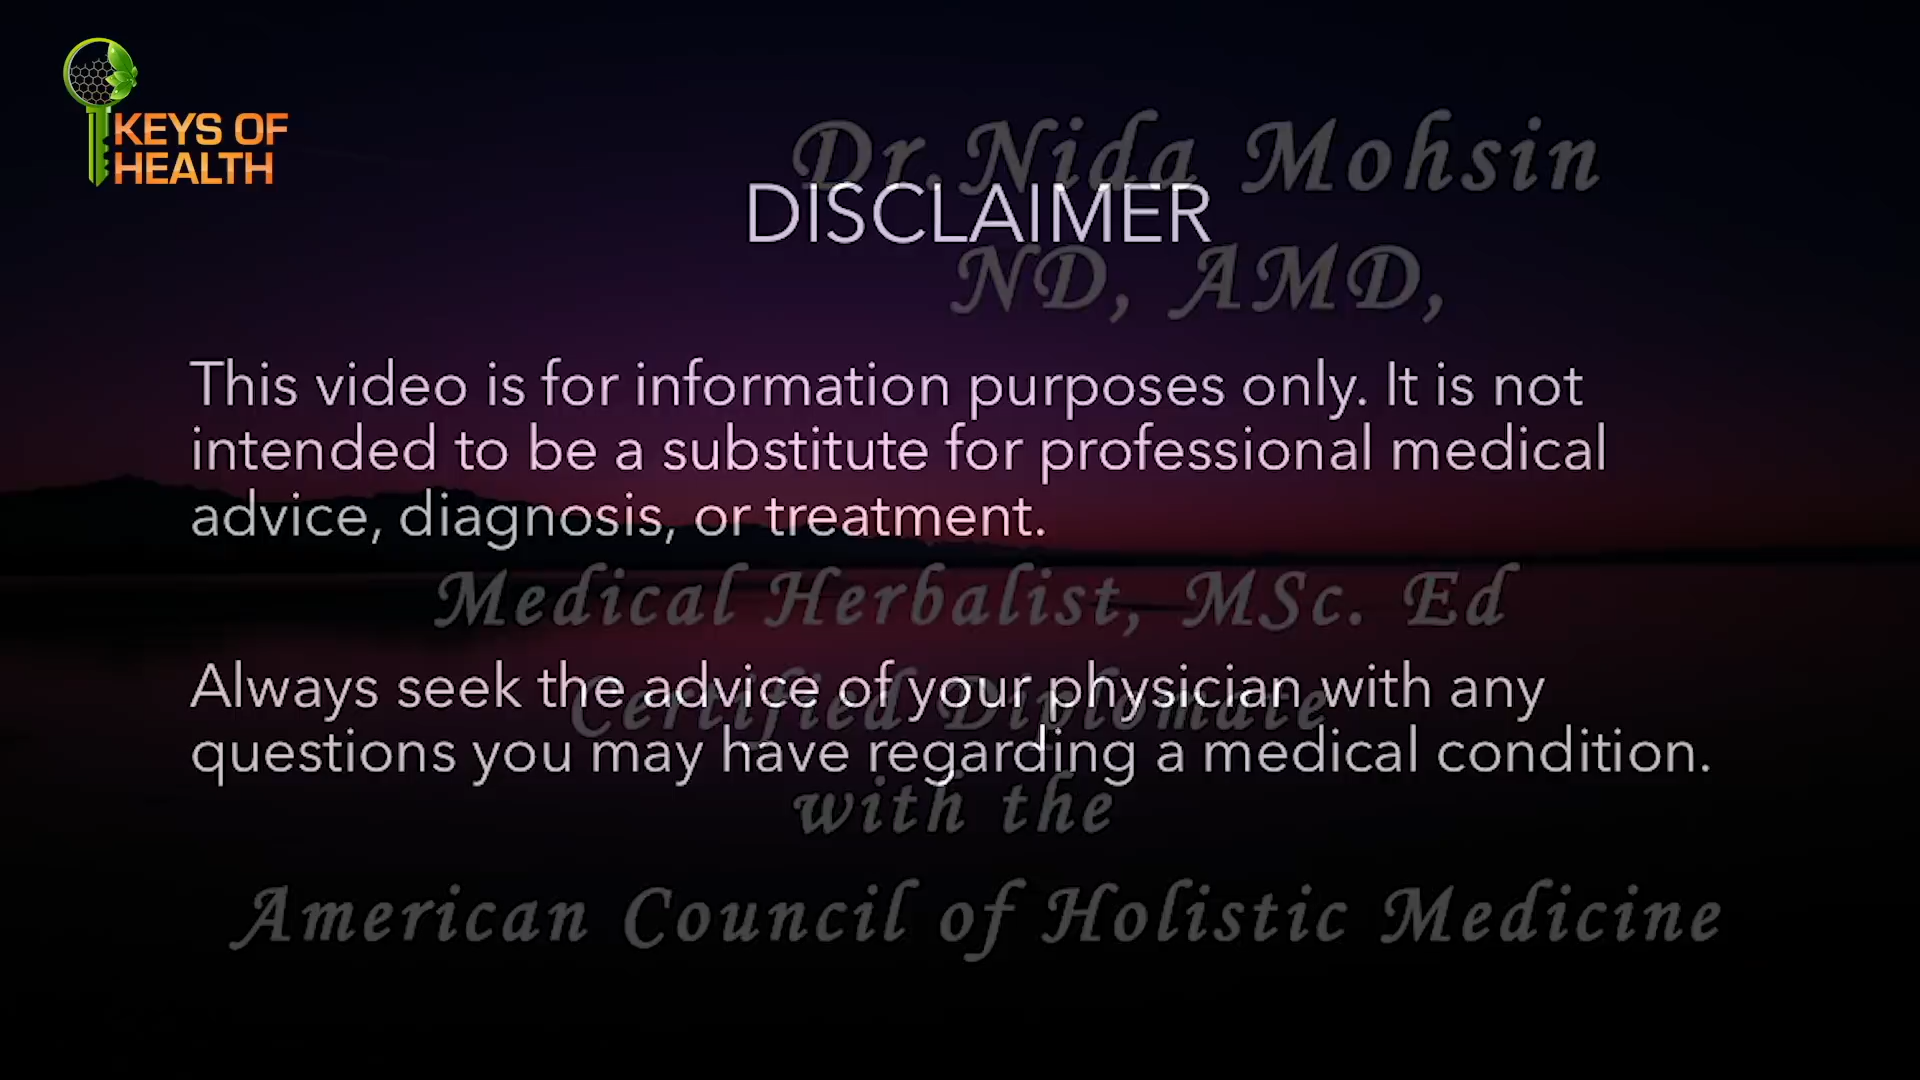 KEYS OF
HEALTH
Dr. Nida Mohsin
DISCLAIMER
ND, AMD,
This video is for information purposes only. It is not
intended to be a substitute for professional medical
advice, diagnosis, or treatment.
Medical Herbalist, MSc. Ed
Always seek the advice of your physician with any
Certified Diplomate
questions you may have regarding a medical condition.
with the
American Council of Holistic Medicine